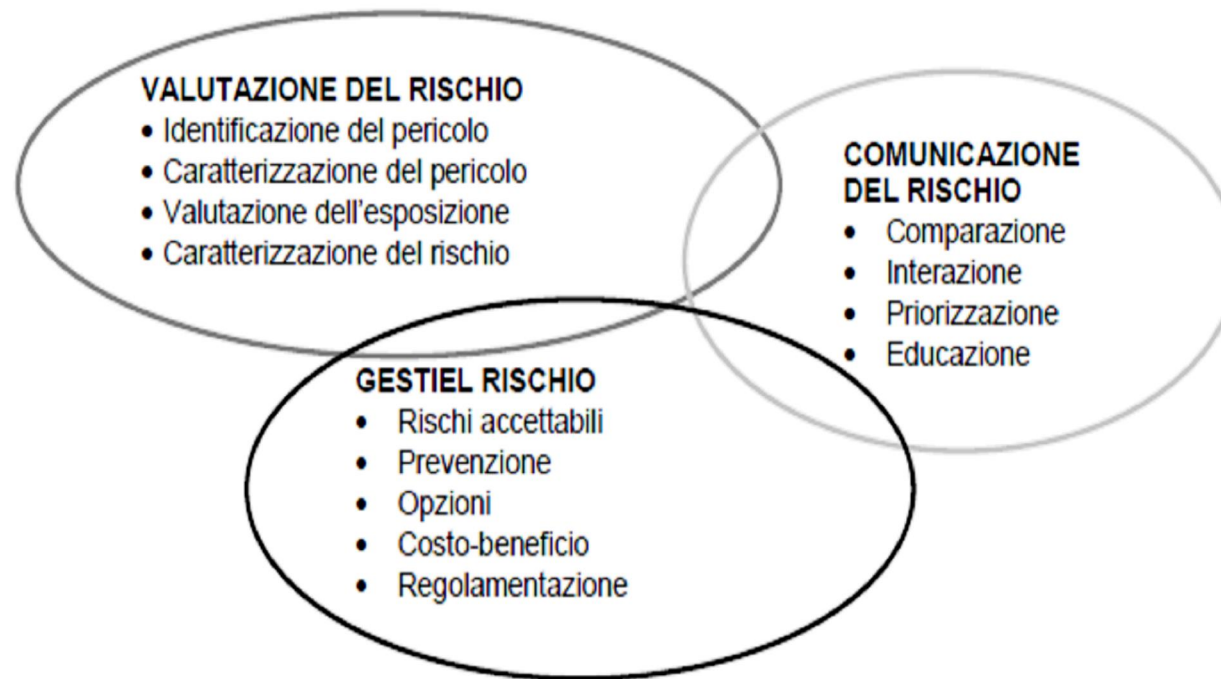 VALUTAZIONE DEL RISCHIO
• Identificazione del pericolo
• Caratterizzazione del pericolo
• Valutazione dell'esposizione
• Caratterizzazione del rischio
COMUNICAZIONE
DEL RISCHIO
• Comparazione
• Interazione
• Priorizzazione
• Educazione
GESTIEL RISCHIO
• Rischi accettabili
• Prevenzione
• Opzioni
• Costo-beneficio
• Regolamentazione